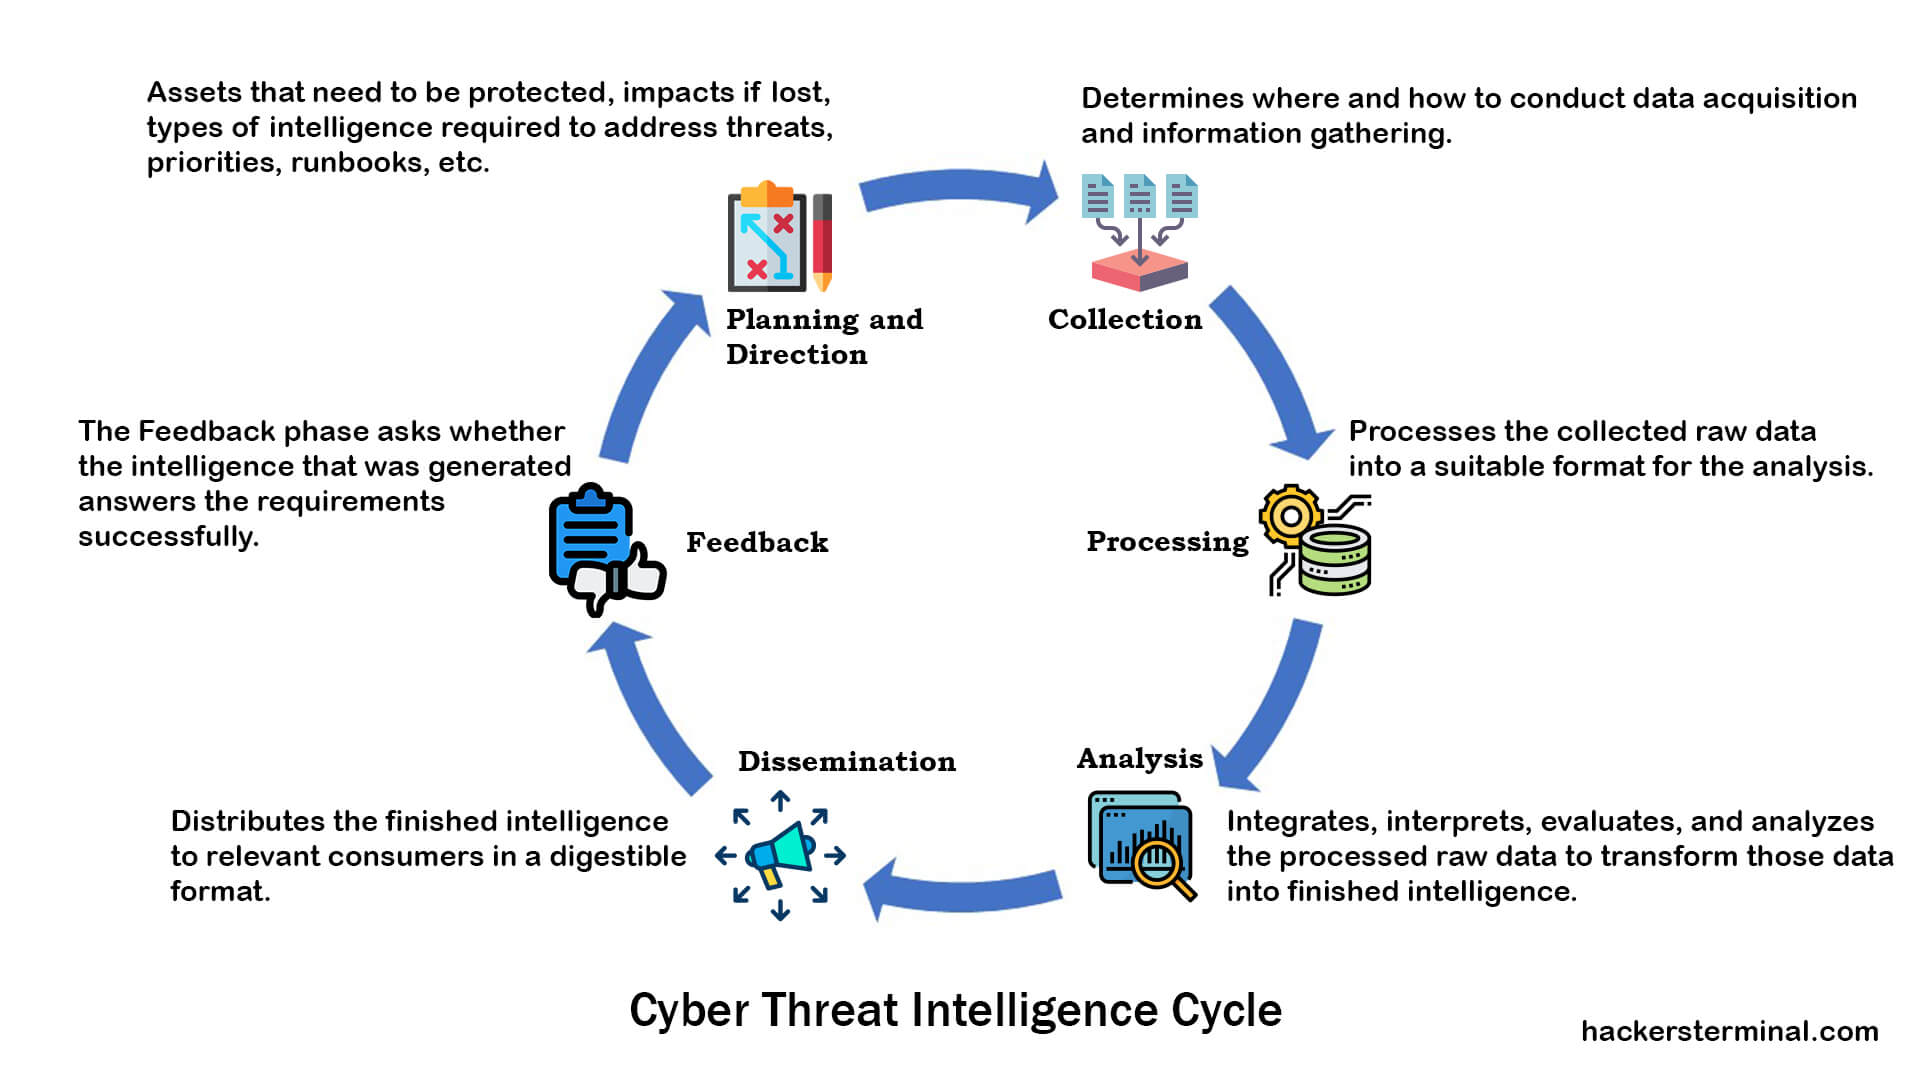 Assets that need to be protected, impacts if lost,
types of intelligence required to address threats,
priorities, runbooks, etc.
Planning and
Direction
Determines where and how to conduct data acquisition
and information gathering.
Collection
Processes the collected raw data
into a suitable format for the analysis.
Processing
Analysis
Integrates, interprets, evaluates, and analyzes
the processed raw data to transform those data
into finished intelligence.
Dissemination
Distributes the finished intelligence
to relevant consumers in a digestible
format.
The Feedback phase asks whether
the intelligence that was generated
answers the requirements
successfully.
Feedback
Cyber Threat Intelligence Cycle
hackersterminal.com